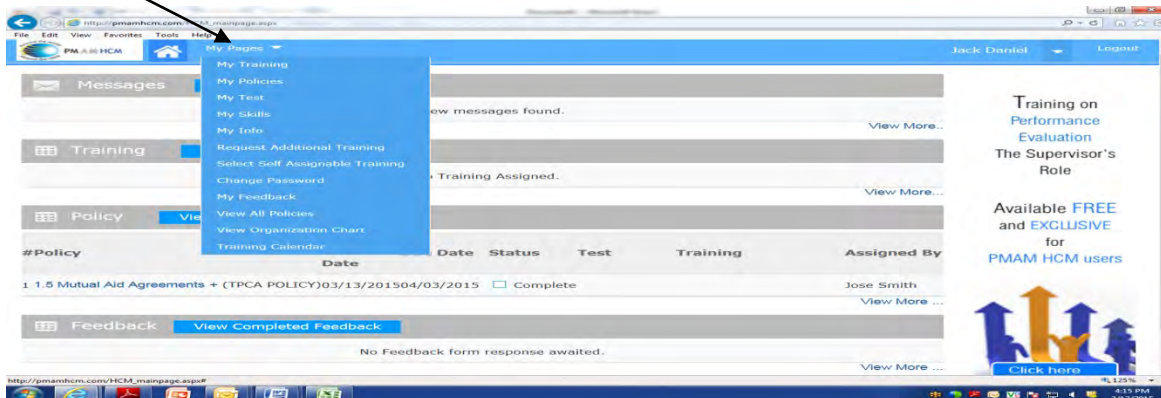 http://pmamhcm.com/HCM_mainpage.aspx
File Edit View Favorites Tools Help
PMAM HCM My Pages Jack Daniel Logout
My Training
My Policies
My Test
My Skills
My Info
Request Additional Training
Select Self Assignable Training
Change Password
My Feedback
View All Policies
View Organization Chart
Training Calendar
Messages
ew messages found.
View More..
Training
Training Assigned.
View More...
Policy Vie
#Policy Date Date Status Test Training Assigned By
1 1.5 Mutual Aid Agreements + (TPCA POLICY)03/13/201504/03/2015 Complete Jose Smith
View More ...
Feedback View Completed Feedback
No Feedback form response awaited.
View More ...
Training on
Performance
Evaluation
The Supervisor's
Role
Available FREE
and EXCLUSIVE
for
PMAM HCM users
Click here
http://pmamhcm.com/HCM_mainpage.aspx#
125%
4:15 PM